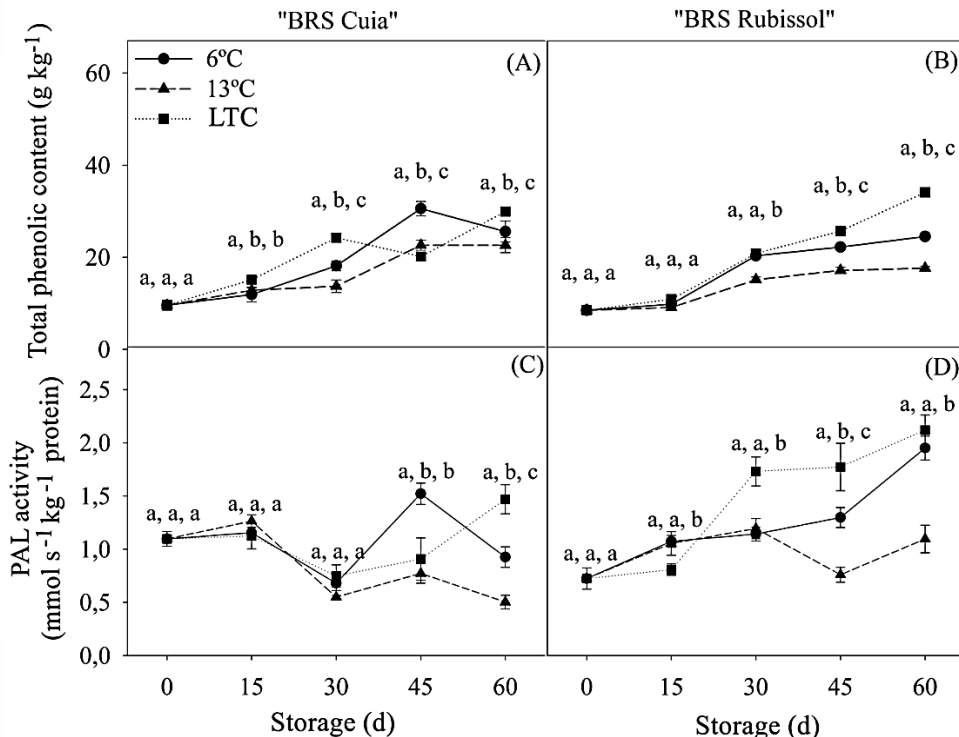 "BRS Cuia"
"BRS Rubissol"
Total phenolic content (g kg⁻¹)
60
40
20
0
6ºC
13ºC
LTC
(A)
a, a, a
a, b, b
a, b, c
a, b, c
a, b, c
(B)
a, a, a
a, a, a
a, a, b
a, b, c
a, b, c
PAL activity
(mmol s⁻¹ kg⁻¹ protein)
2,5
2,0
1,5
1,0
0,5
0,0
(C)
a, a, a
a, a, a
a, a, a
a, b, b
a, b, c
(D)
a, a, a
a, a, b
a, a, b
a, b, c
a, a, b
0 15 30 45 60
0 15 30 45 60
Storage (d)
Storage (d)